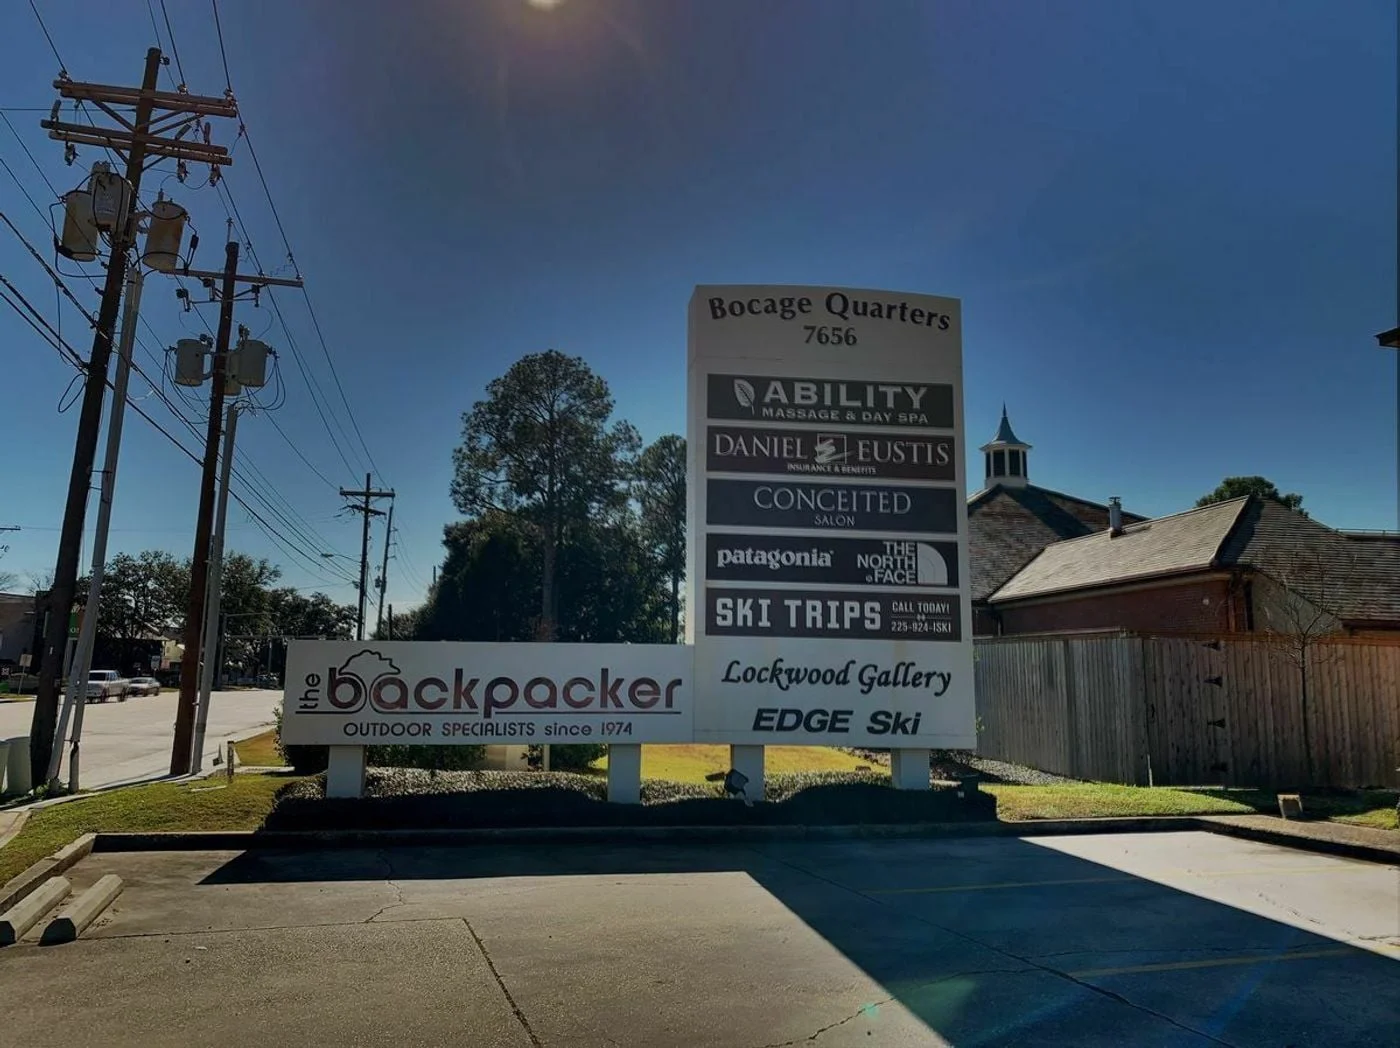 Bocage Quarters
7656
ABILITY
MASSAGE & DAY SPA
DANIEL EUSTIS
INSURANCE & BENEFITS
CONCEITED
SALON
patagonia
THE
NORTH
FACE
SKI TRIPS
CALL TODAY!
225-924-ISKI
the backpacker
OUTDOOR SPECIALISTS since 1974
Lockwood Gallery
EDGE Ski